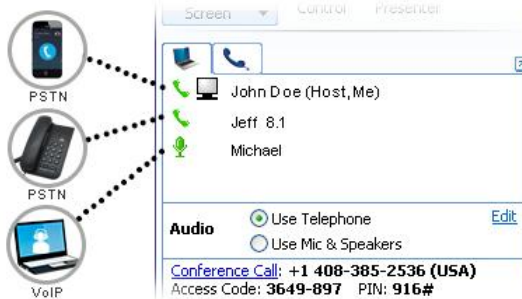 Screen Control Presenter
PSTN
John Doe (Host,Me)
PSTN
Jeff 8.1
Michael
VoIP
Audio
Use Telephone
Edit
Use Mic & Speakers
Conference Call: +1 408-385-2536 (USA)
Access Code: 3649-897 PIN: 916#